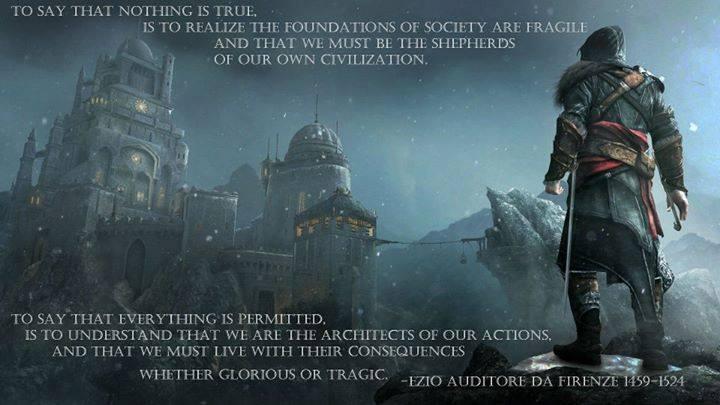 TO SAY THAT NOTHING IS TRUE,
IS TO REALIZE THE FOUNDATIONS OF SOCIETY ARE FRAGILE
AND THAT WE MUST BE THE SHEPHERDS
OF OUR OWN CIVILIZATION.
TO SAY THAT EVERYTHING IS PERMITTED,
IS TO UNDERSTAND THAT WE ARE THE ARCHITECTS OF OUR ACTIONS,
AND THAT WE MUST LIVE WITH THEIR CONSEQUENCES
WHETHER GLORIOUS OR TRAGIC.
-EZIO AUDITORE DA FIRENZE 1459-1524